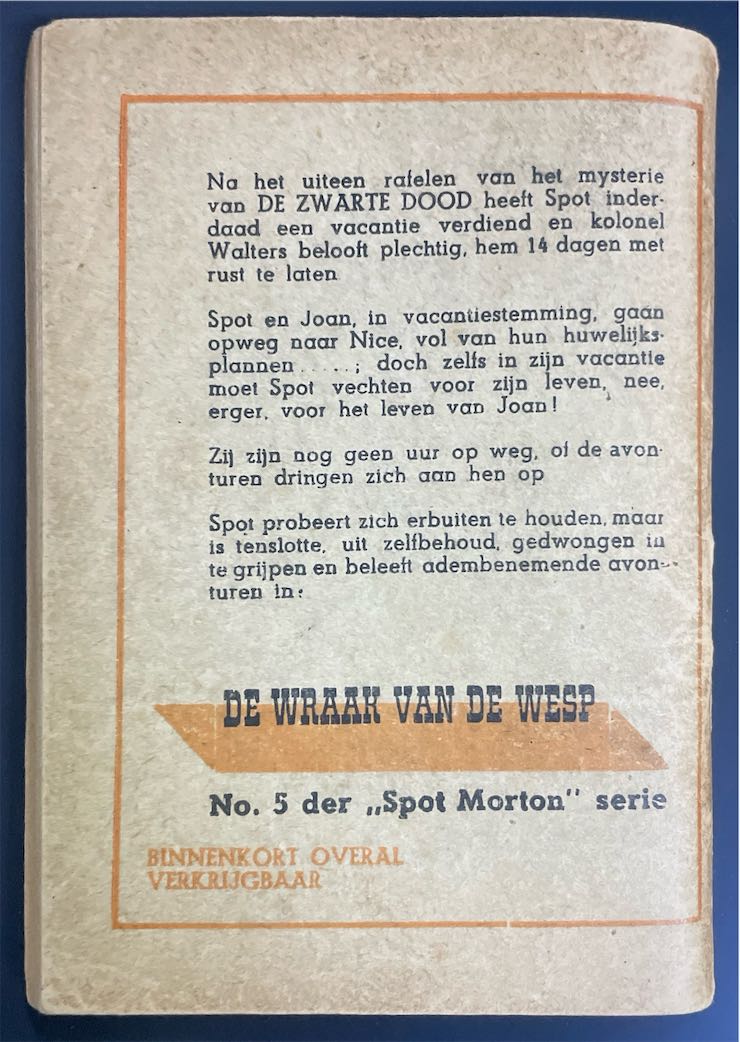 Na het uiteen rafelen van het mysterie
van DE ZWARTE DOOD heeft Spot inder-
daad een vacantie verdiend en kolonel
Walters belooft plechtig, hem 14 dagen met
rust te laten
Spot en Joan, in vacantiestemming, gaan
opweg naar Nice, vol van hun huwelijks-
plannen .....; doch zelfs in zijn vacantie
moet Spot vechten voor zijn leven, nee,
erger, voor het leven van Joan!
Zij zijn nog geen uur op weg, of de avon-
turen dringen zich aan hen op
Spot probeert zich erbuiten te houden, maar
is tenslotte, uit zelfbehoud, gedwongen in
te grijpen en beleeft adembenemende avon-
turen in:
DE WRAAK VAN DE WESP
No. 5 der „Spot Morton" serie
BINNENKORT OVERAL
VERKRIJGBAAR